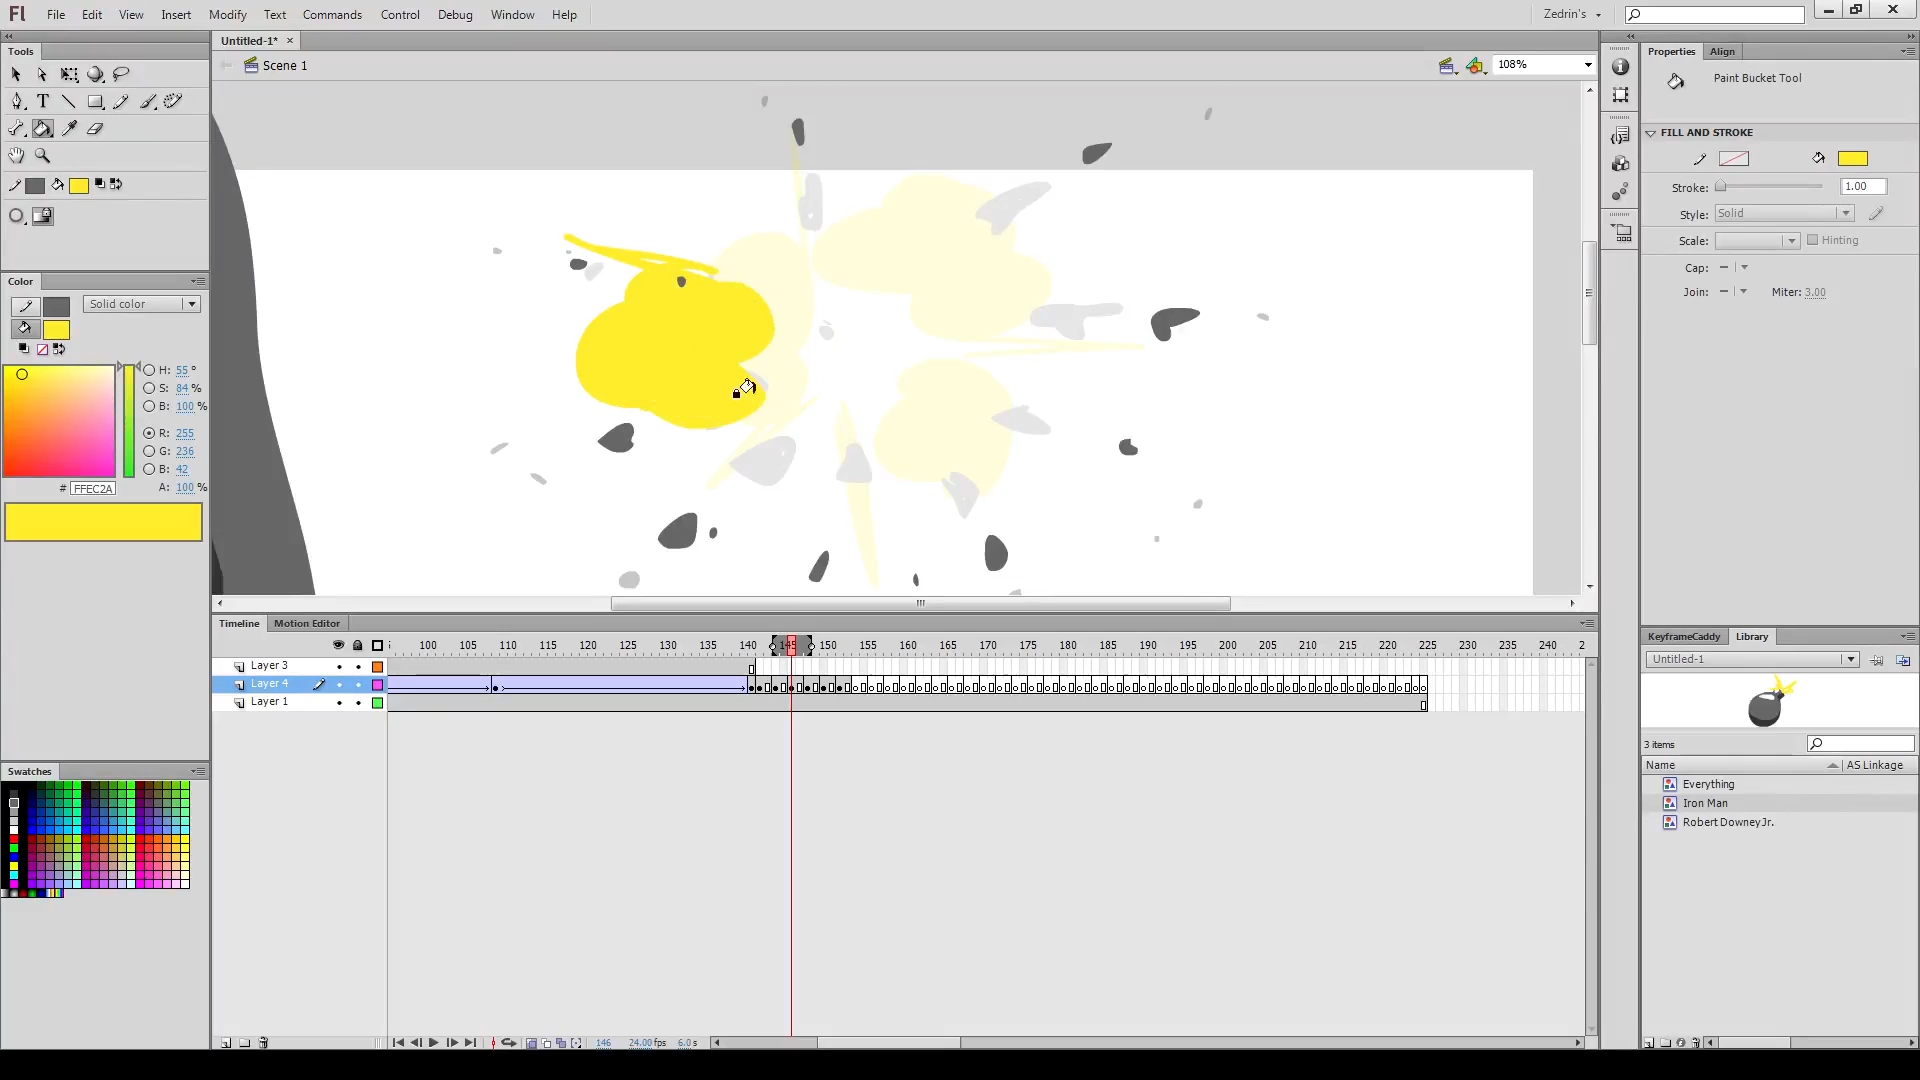 Fl File Edit View Insert Modify Text Commands Control Debug Window Help Zedrin's
Untitled-1*
Tools
Scene 1
108%
Properties Align
Paint Bucket Tool
FILL AND STROKE
Stroke: 1.00
Style: Solid
Scale: Hinting
Cap:
Join: Miter: 3.00
Color
Solid color
H: 55 °
S: 84 %
B: 100 %
R: 255
G: 236
B: 42
# FFEC2A A: 100 %
Timeline Motion Editor
100 105 110 115 120 125 130 135 140 145 150 155 160 165 170 175 180 185 190 195 200 205 210 215 220 225 230 235 240 2
Layer 3
Layer 4
Layer 1
146 24.00 fps 6.0 s
KeyframeCaddy Library
Untitled-1
3 items
Name AS Linkage
Everything
Iron Man
Robert DowneyJr.
Swatches